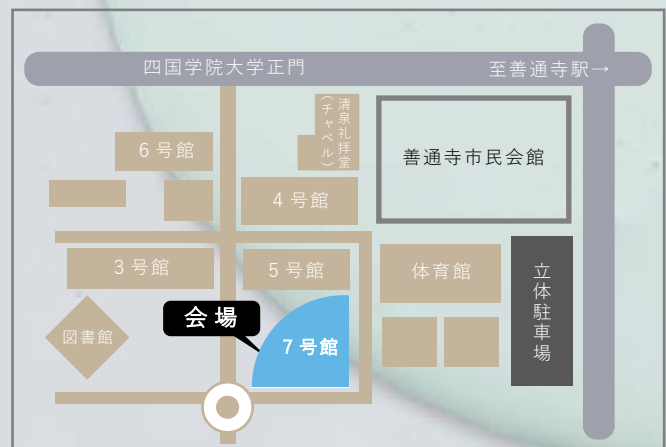 四国学院大学正門
至善通寺駅→
清泉礼拝堂
(チャペル)
6号館
善通寺市民会館
4号館
3号館
5号館
体育館
立体駐車場
会場
図書館
7号館